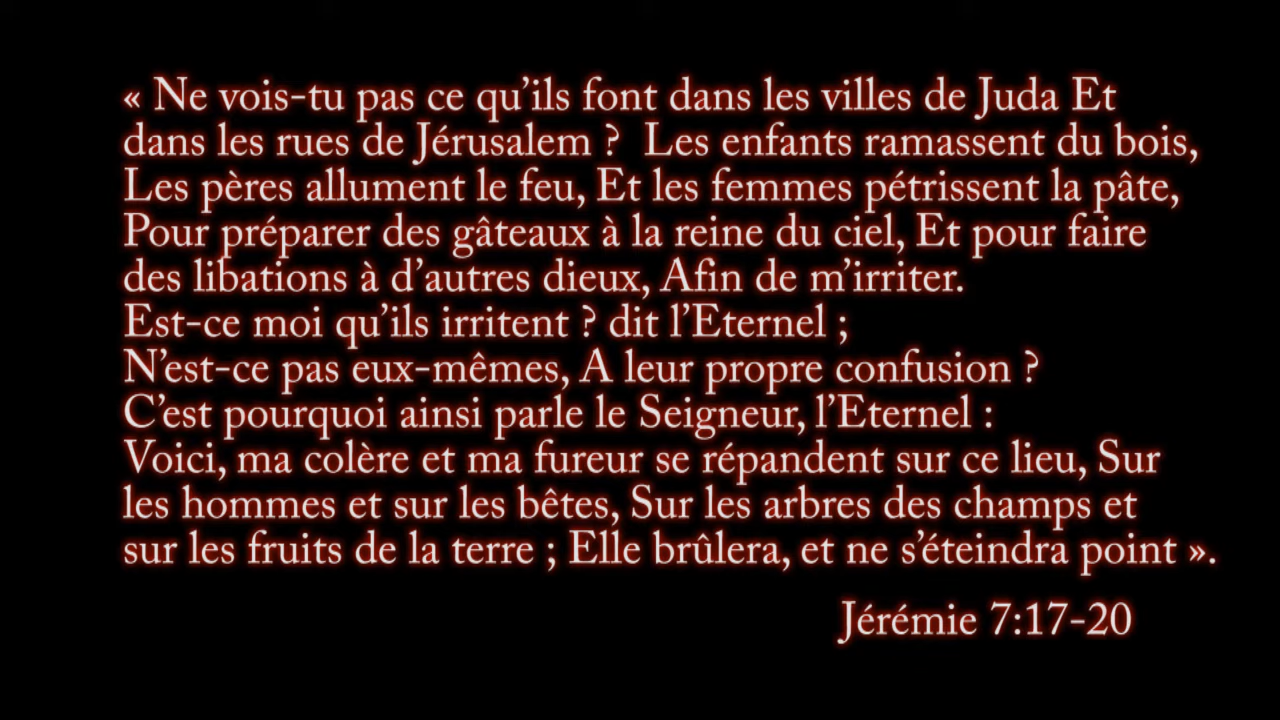 « Ne vois-tu pas ce qu’ils font dans les villes de Juda Et
dans les rues de Jérusalem ?  Les enfants ramassent du bois,
Les pères allument le feu, Et les femmes pétrissent la pâte,
Pour préparer des gâteaux à la reine du ciel, Et pour faire
des libations à d’autres dieux, Afin de m’irriter.
Est-ce moi qu’ils irritent ? dit l’Eternel ;
N’est-ce pas eux-mêmes, A leur propre confusion ?
C’est pourquoi ainsi parle le Seigneur, l’Eternel :
Voici, ma colère et ma fureur se répandent sur ce lieu, Sur
les hommes et sur les bêtes, Sur les arbres des champs et
sur les fruits de la terre ; Elle brûlera, et ne s’éteindra point ».
Jérémie 7:17-20